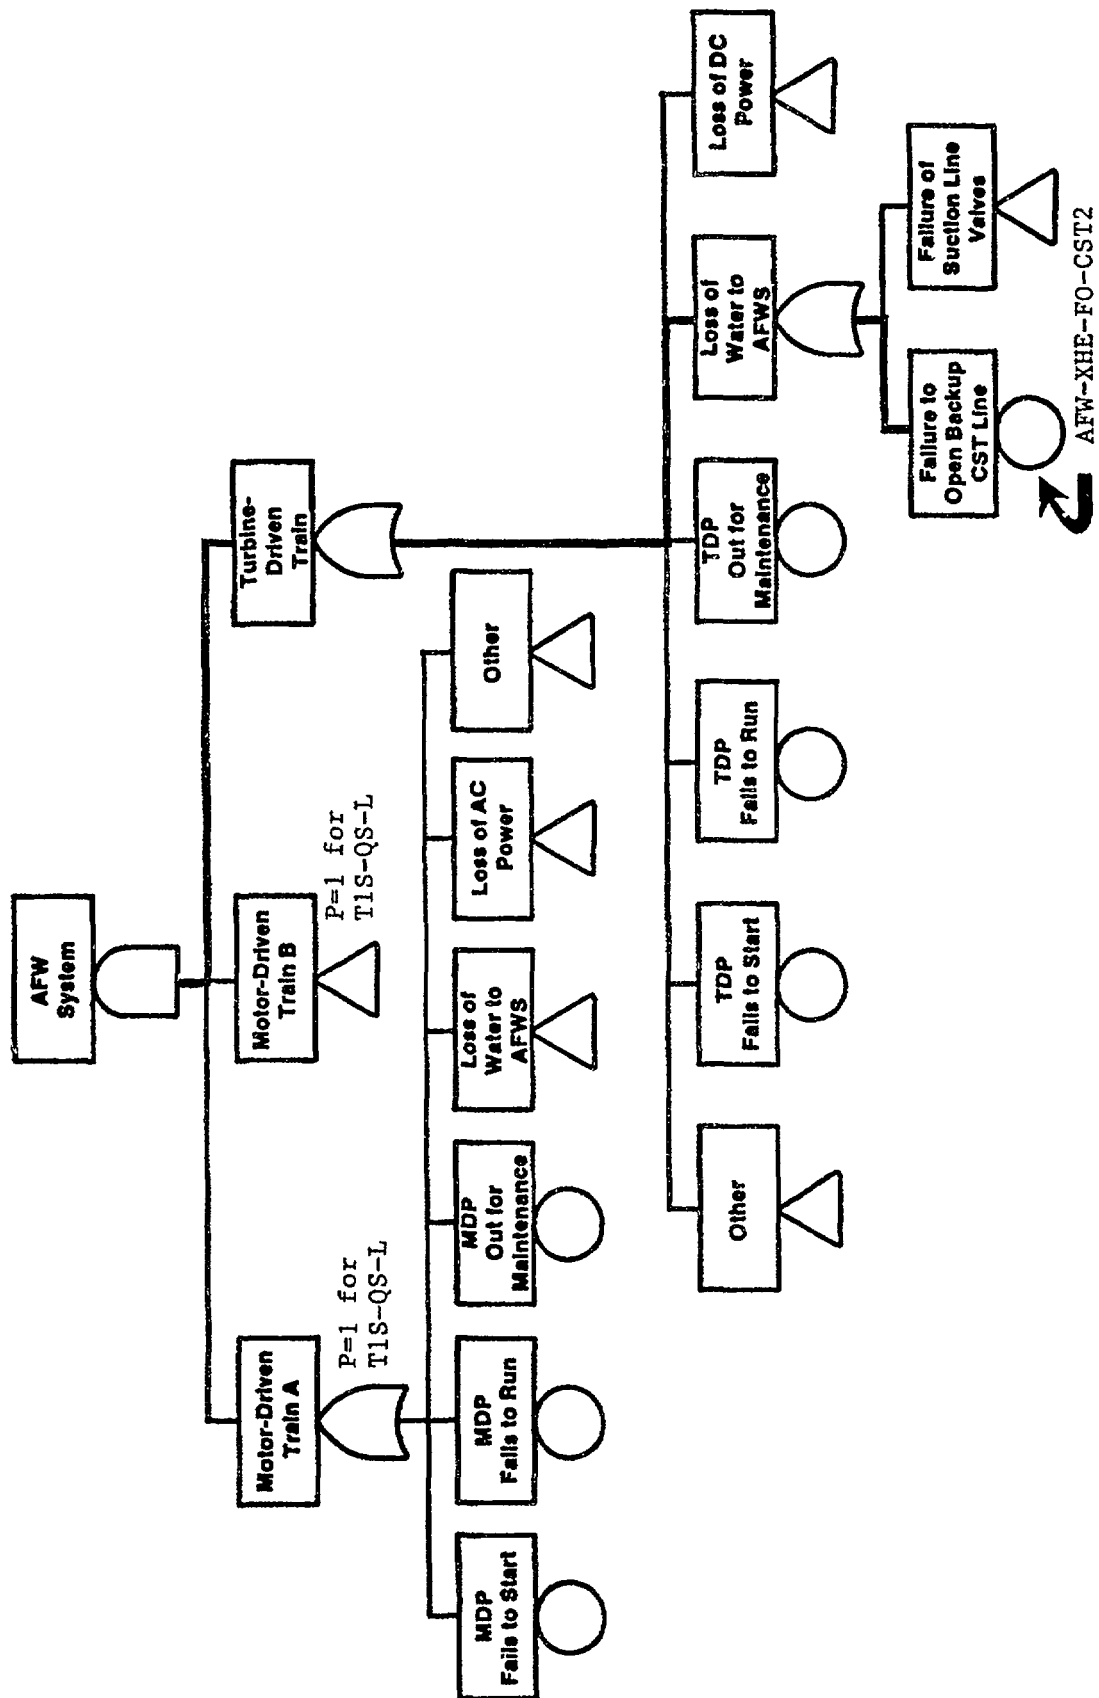 AFW
System
Motor-Driven
Train A
P=1 for
T1S-QS-L
Motor-Driven
Train B
P=1 for
T1S-QS-L
Turbine-
Driven
Train
MDP
Fails to Start
MDP
Fails to Run
MDP
Out for
Maintenance
Loss of
Water to
AFWS
Loss of AC
Power
Other
Other
TDP
Fails to Start
TDP
Fails to Run
TDP
Out for
Maintenance
Loss of
Water to
AFWS
Loss of DC
Power
Failure to
Open Backup
CST Line
Failure of
Suction Line
Valves
AFW-XHE-FO-CST2